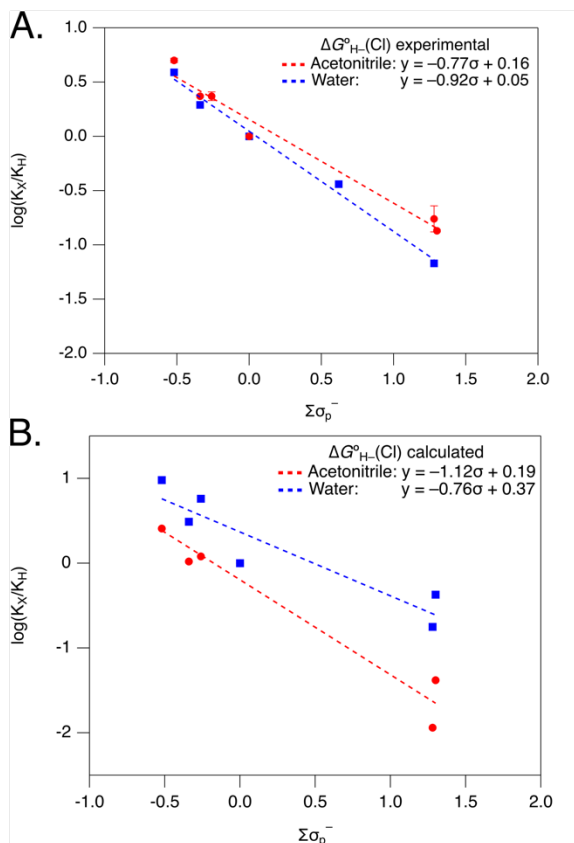 A.
ΔG°H–(Cl) experimental
Acetonitrile: y = –0.77σ + 0.16
Water: y = –0.92σ + 0.05
log(KX/KH)
1.0
0.5
0.0
-0.5
-1.0
-1.5
-2.0
-1.0 -0.5 0.0 0.5 1.0 1.5 2.0
Σσp–
B.
ΔG°H–(Cl) calculated
Acetonitrile: y = –1.12σ + 0.19
Water: y = –0.76σ + 0.37
log(KX/KH)
1
0
-1
-2
-1.0 -0.5 0.0 0.5 1.0 1.5 2.0
Σσp–